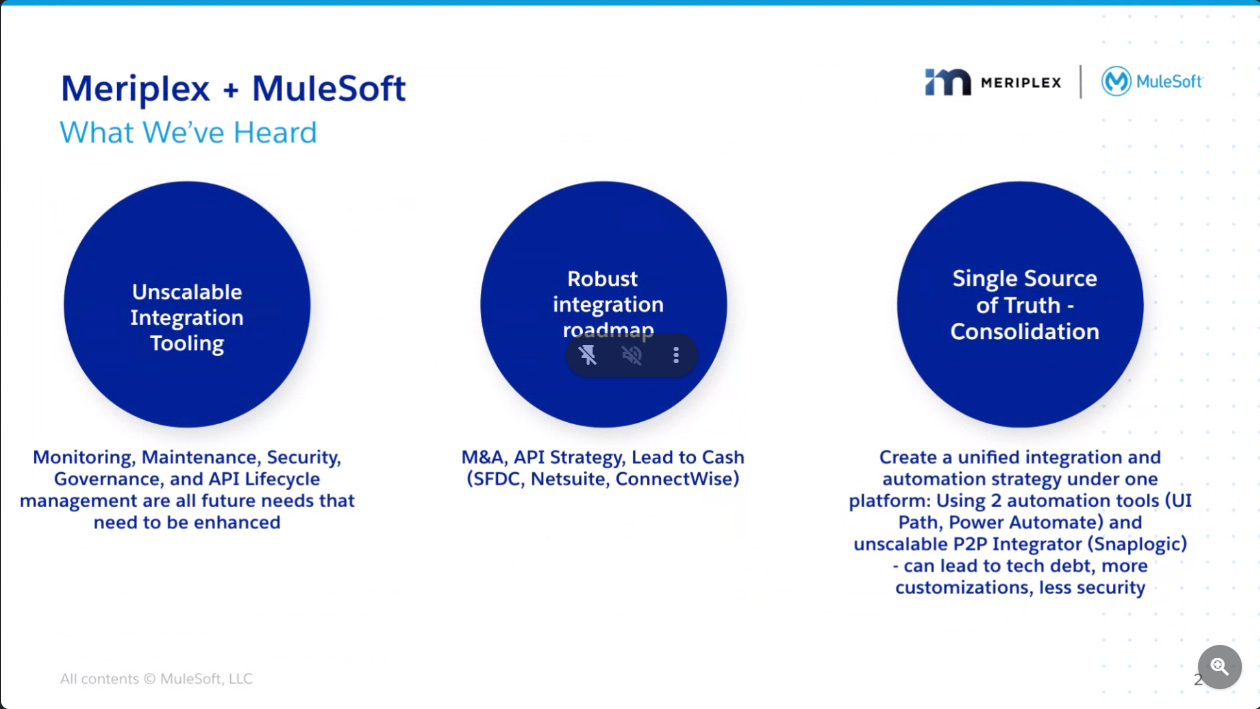 Meriplex + MuleSoft
What We've Heard
MERIPLEX
MuleSoft
Unscalable
Integration
Tooling
Robust
integration
roadmap
Single Source
of Truth -
Consolidation
Monitoring, Maintenance, Security,
Governance, and API Lifecycle
management are all future needs that
need to be enhanced
M&A, API Strategy, Lead to Cash
(SFDC, Netsuite, ConnectWise)
Create a unified integration and
automation strategy under one
platform: Using 2 automation tools (UI
Path, Power Automate) and
unscalable P2P Integrator (Snaplogic)
- can lead to tech debt, more
customizations, less security
All contents © MuleSoft, LLC
2